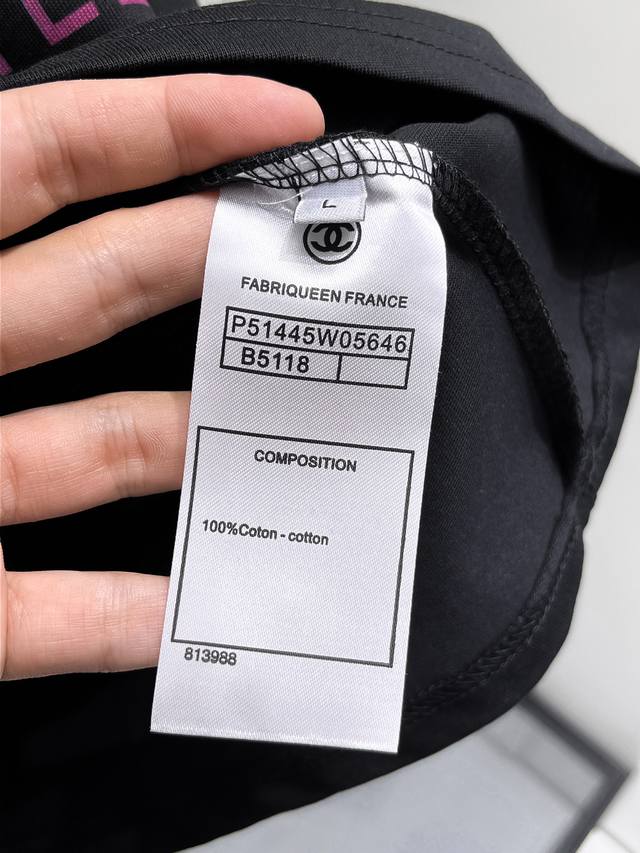 L
FABRIQUEEN FRANCE
P51445W05646
B5118
COMPOSITION
100%Coton - cotton
813988